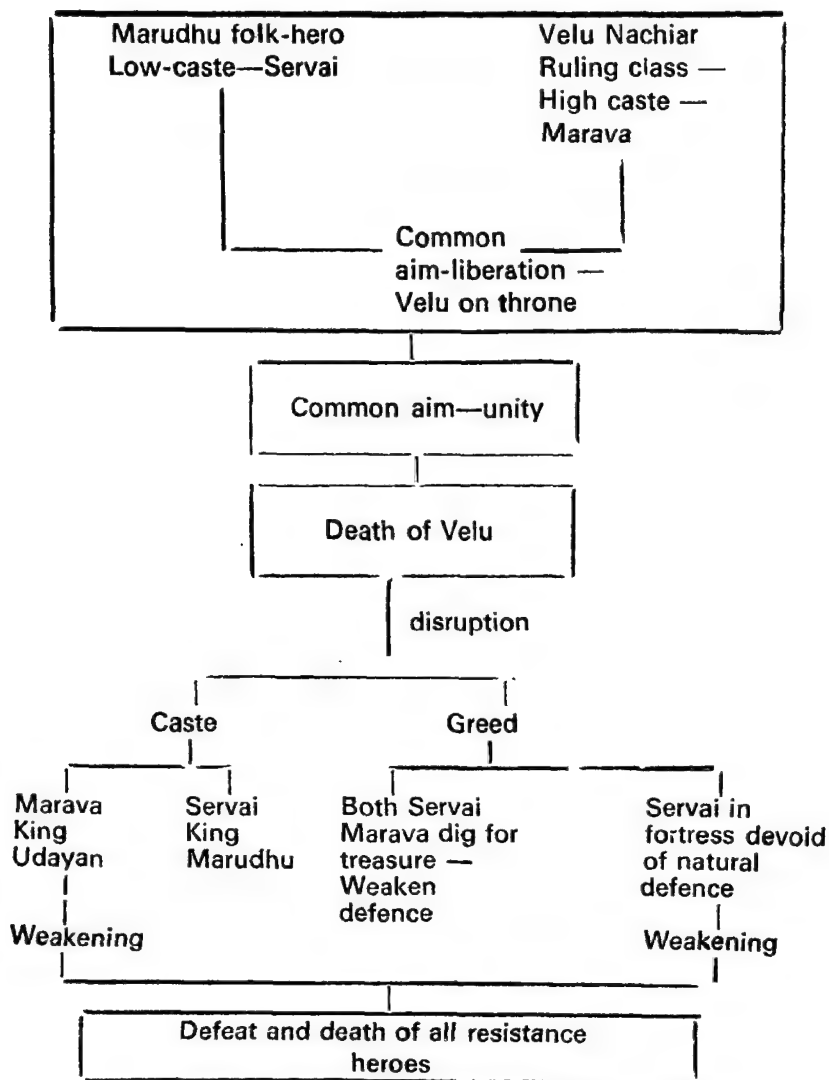 Marudhu folk-hero
Low-caste—Servai
Velu Nachiar
Ruling class —
High caste —
Marava
Common
aim-liberation —
Velu on throne
Common aim—unity
Death of Velu
disruption
Caste
Greed
Marava
King
Udayan
Servai
King
Marudhu
Both Servai
Marava dig for
treasure —
Weaken
defence
Servai in
fortress devoid
of natural
defence
Weakening
Weakening
Defeat and death of all resistance
heroes